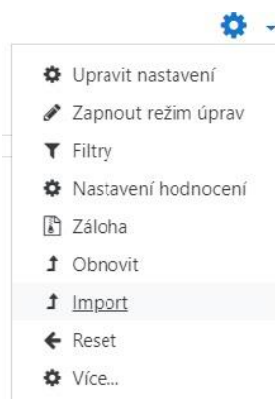 Upravit nastavení
Zapnout režim úprav
Filtry
Nastavení hodnocení
Záloha
Obnovit
Import
Reset
Více...